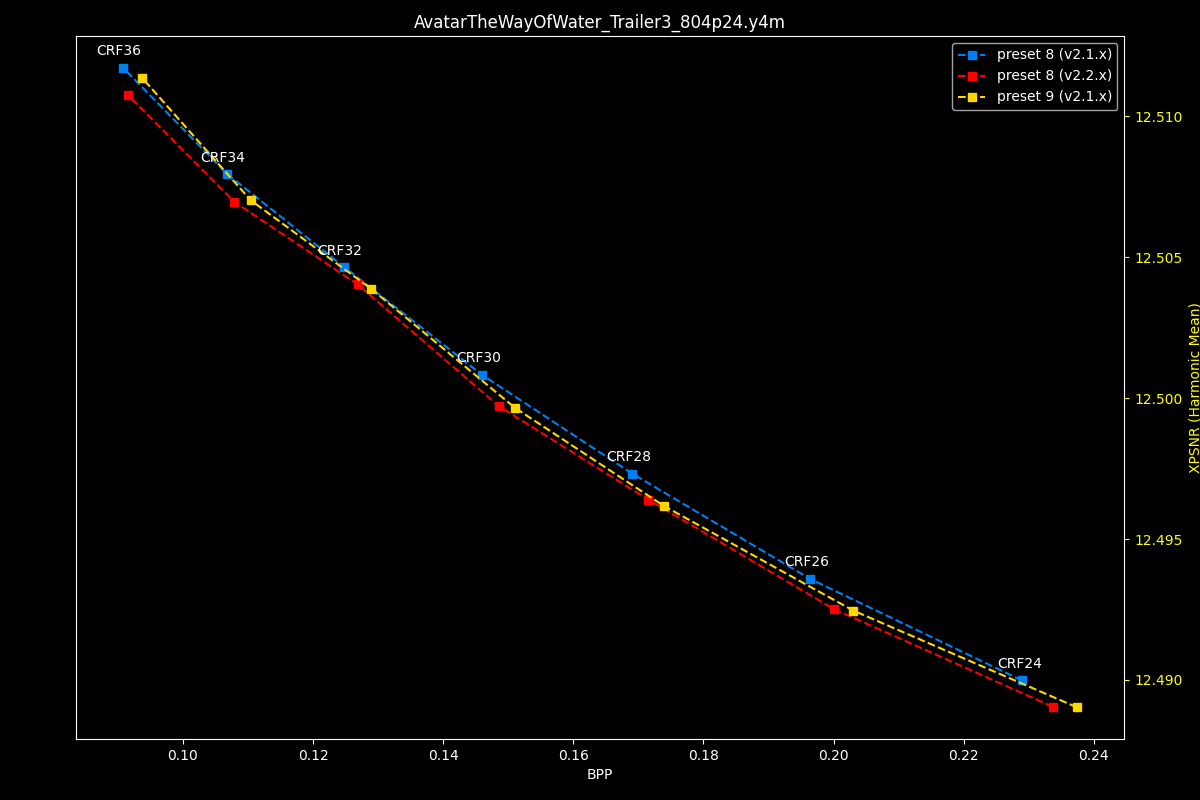 AvatarTheWayOfWater_Trailer3_804p24.y4m
preset 8 (v2.1.x)
preset 8 (v2.2.x)
preset 9 (v2.1.x)
CRF36
CRF34
CRF32
CRF30
CRF28
CRF26
CRF24
12.510
12.505
12.500
12.495
12.490
XPSNR (Harmonic Mean)
0.10 0.12 0.14 0.16 0.18 0.20 0.22 0.24
BPP